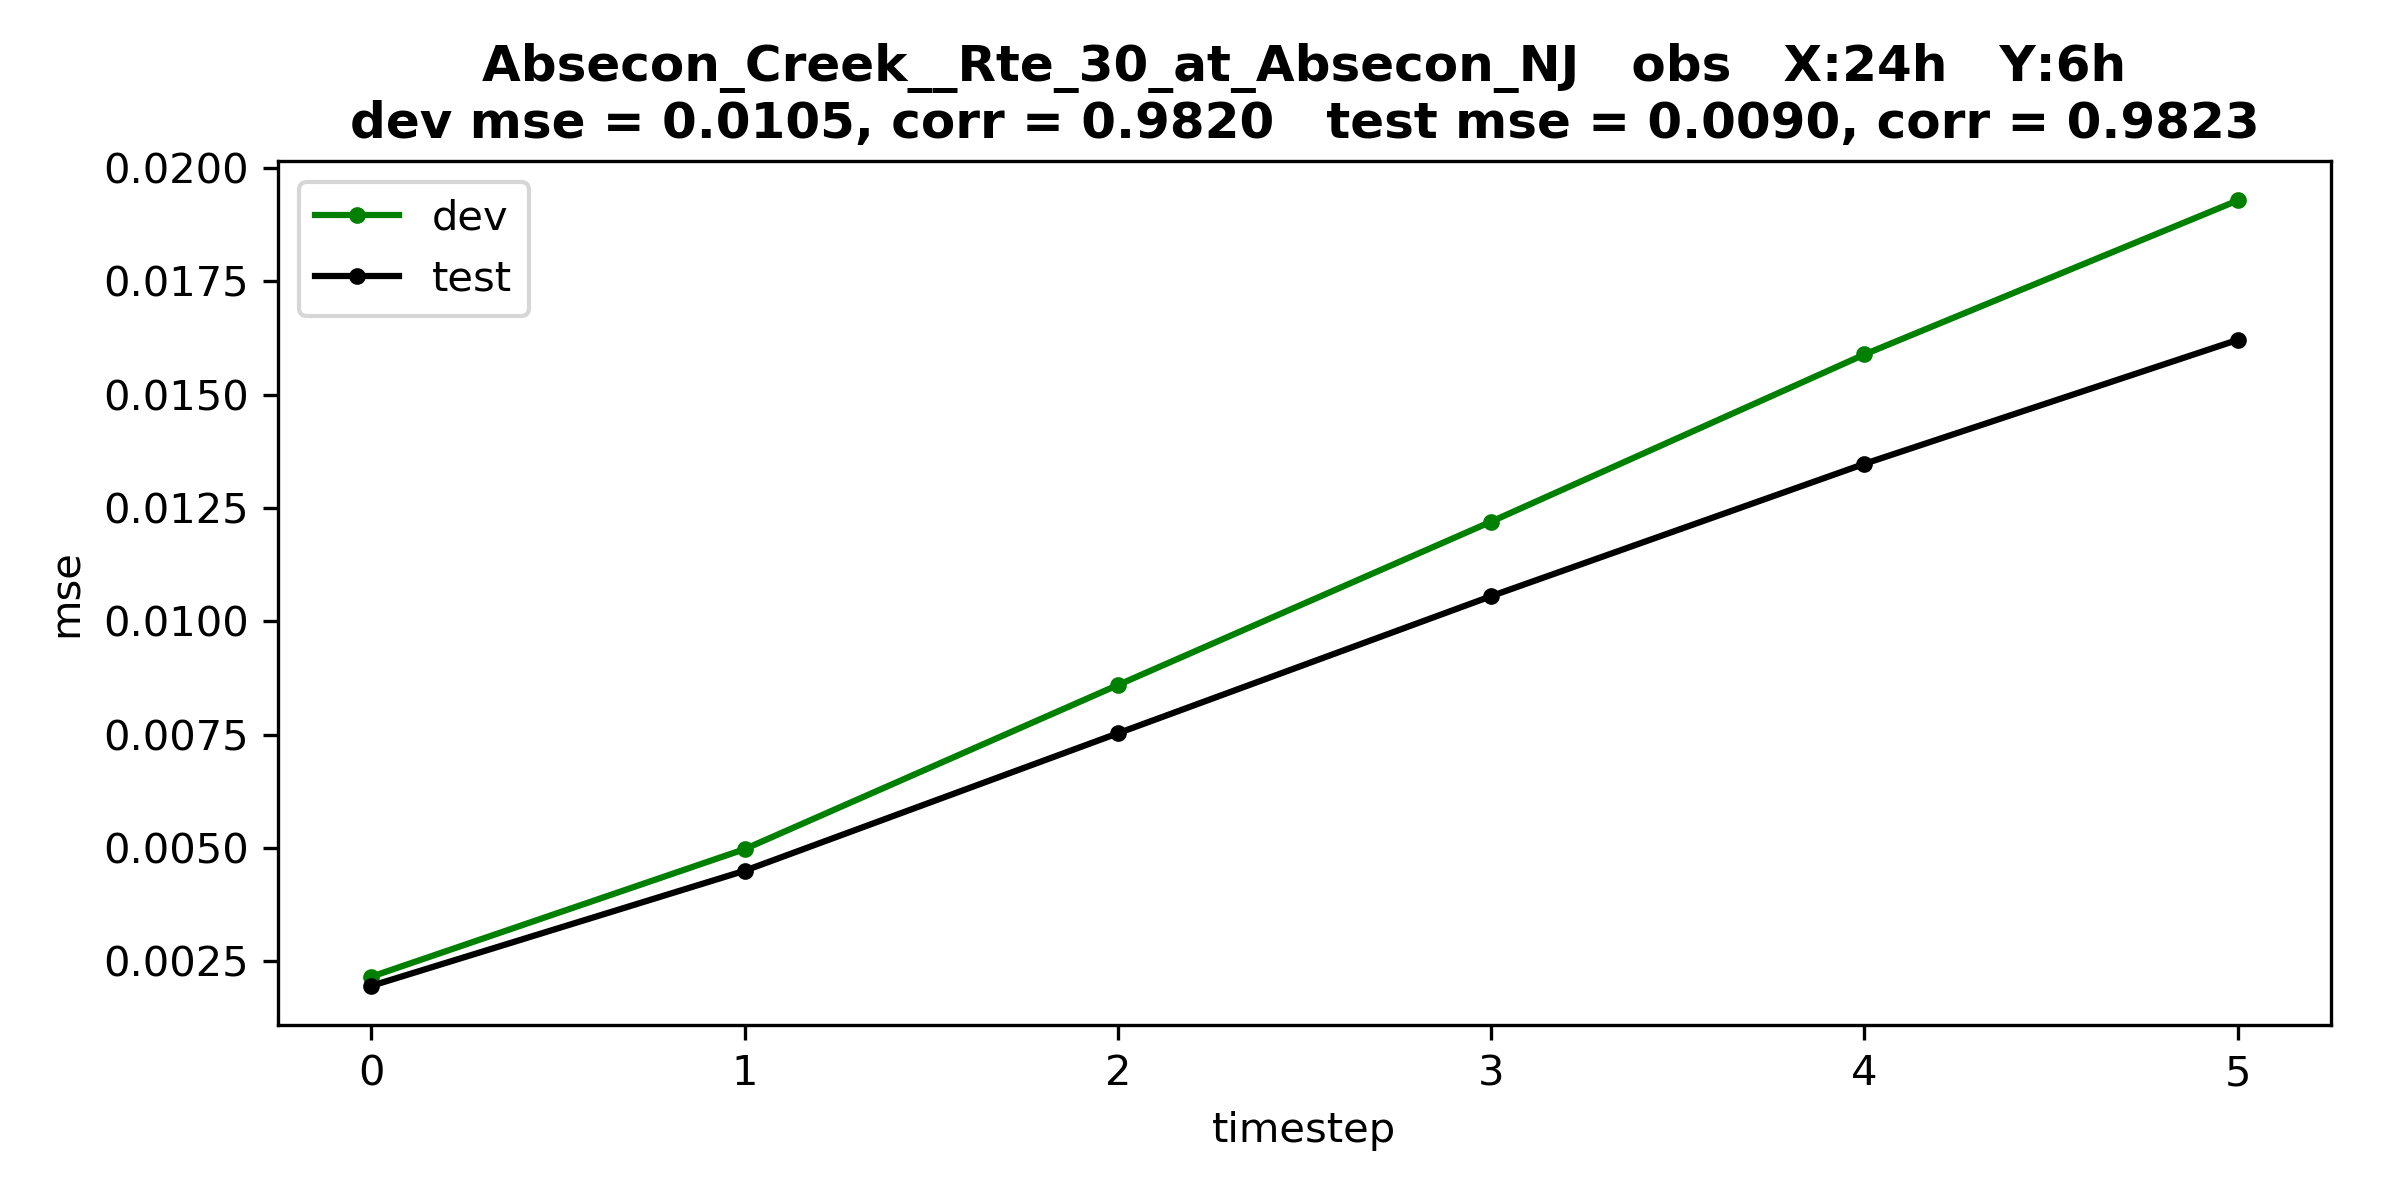 Absecon_Creek__Rte_30_at_Absecon_NJ   obs   X:24h   Y:6h
dev mse = 0.0105, corr = 0.9820   test mse = 0.0090, corr = 0.9823
dev
test
0.0200
0.0175
0.0150
0.0125
0.0100
0.0075
0.0050
0.0025
mse
0 1 2 3 4 5
timestep